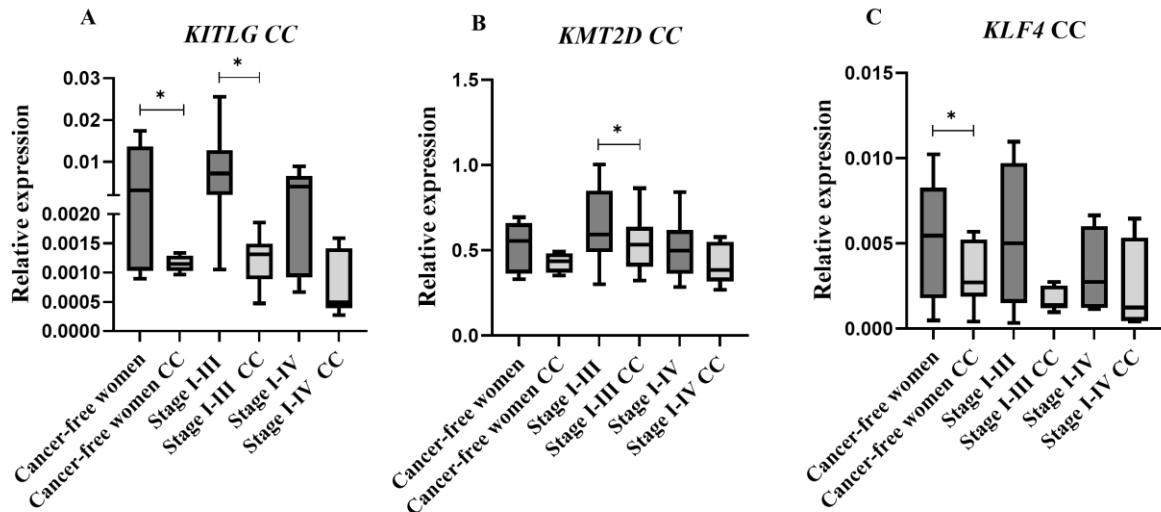 A
KITLG CC
*
*
Relative expression
0.03
0.02
0.01
0.0020
0.0015
0.0010
0.0005
0.0000
Cancer-free women
Cancer-free women CC
Stage I-III
Stage I-III CC
Stage I-IV
Stage I-IV CC
B
KMT2D CC
*
Relative expression
1.5
1.0
0.5
0.0
Cancer-free women
Cancer-free women CC
Stage I-III
Stage I-III CC
Stage I-IV
Stage I-IV CC
C
KLF4 CC
*
Relative expression
0.015
0.010
0.005
0.000
Cancer-free women
Cancer-free women CC
Stage I-III
Stage I-III CC
Stage I-IV
Stage I-IV CC